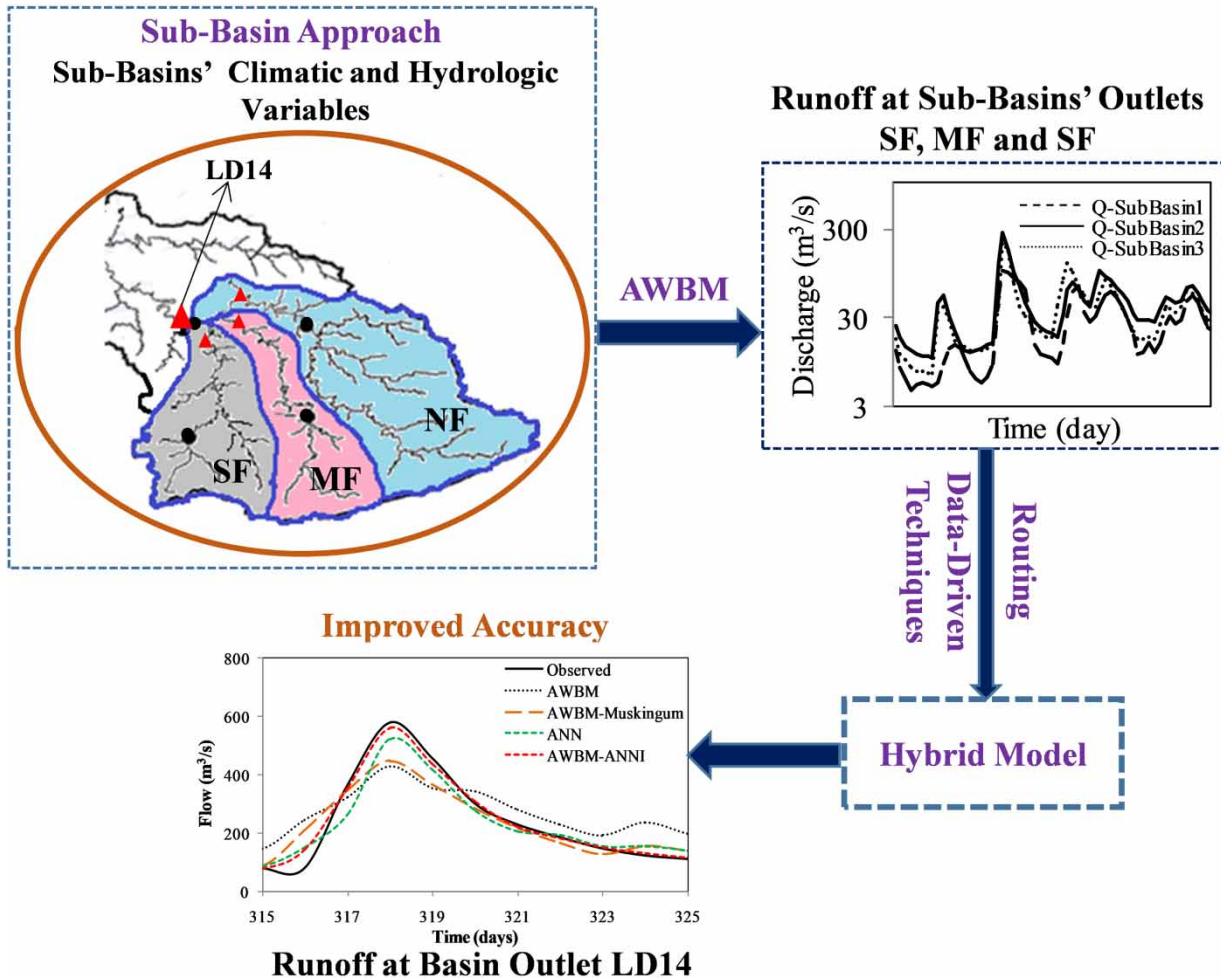 Sub-Basin Approach
Sub-Basins’ Climatic and Hydrologic
Variables
LD14
NF
SF
MF
AWBM
Runoff at Sub-Basins’ Outlets
SF, MF and SF
Discharge (m³/s)
300
30
3
Q-SubBasin1
Q-SubBasin2
Q-SubBasin3
Time (day)
Routing
Data-Driven
Techniques
Hybrid Model
Improved Accuracy
Flow (m³/s)
800
600
400
200
0
Observed
AWBM
AWBM-Muskingum
ANN
AWBM-ANNI
315 317 319 321 323 325
Time (days)
Runoff at Basin Outlet LD14